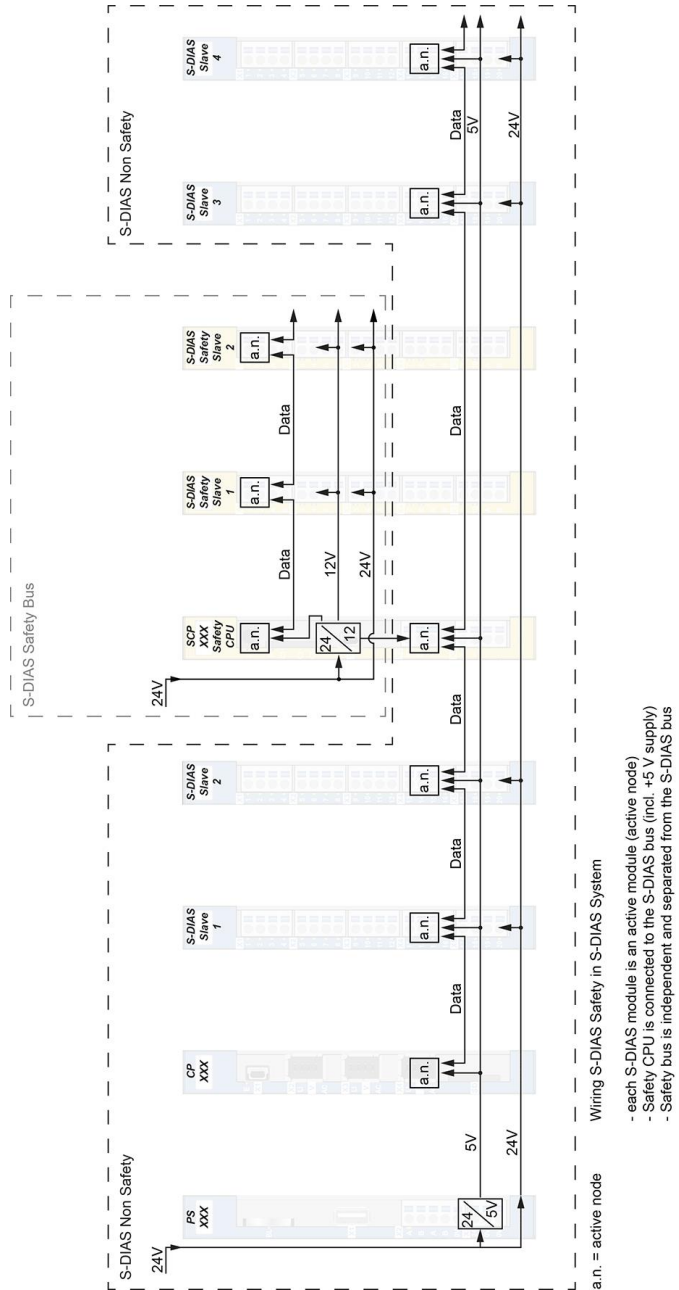 S-DIAS Safety Bus
S-DIAS Non Safety
S-DIAS Non Safety
24V
24V
PS
XXX
CP
XXX
S-DIAS
Slave
1
S-DIAS
Slave
2
SCP
XXX
Safety
CPU
S-DIAS
Safety
Slave
1
S-DIAS
Safety
Slave
2
S-DIAS
Slave
3
S-DIAS
Slave
4
a.n.
a.n.
a.n.
Data
Data
24/12
12V
24V
24/5V
a.n.
a.n.
a.n.
a.n.
a.n.
a.n.
Data
Data
Data
Data
Data
5V
5V
24V
24V
a.n. = active node
Wiring S-DIAS Safety in S-DIAS System
- each S-DIAS module is an active module (active node)
- Safety CPU is connected to the S-DIAS bus (incl. +5 V supply)
- Safety bus is independent and separated from the S-DIAS bus